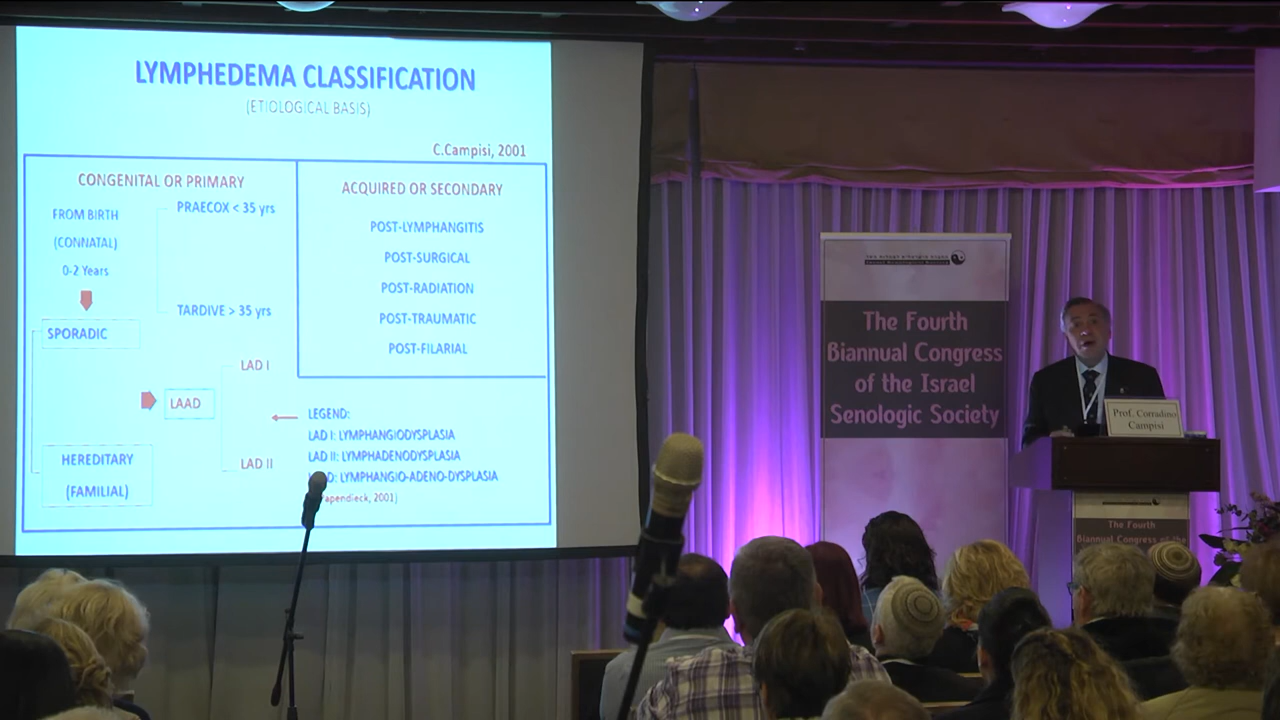 LYMPHEDEMA CLASSIFICATION
(ETIOLOGICAL BASIS)
C.Campisi, 2001
CONGENITAL OR PRIMARY
FROM BIRTH
(CONNATAL)
0-2 Years
PRAECOX < 35 yrs
TARDIVE > 35 yrs
SPORADIC
LAD I
LAAD
LAD II
HEREDITARY
(FAMILIAL)
ACQUIRED OR SECONDARY
POST-LYMPHANGITIS
POST-SURGICAL
POST-RADIATION
POST-TRAUMATIC
POST-FILARIAL
LEGEND:
LAD I: LYMPHANGIODYSPLASIA
LAD II: LYMPHADENODYSPLASIA
D: LYMPHANGIO-ADENO-DYSPLASIA
Papendieck, 2001)
The Fourth
Biannual Congress
of the Israel
Senologic Society
Prof. Corradino
Campisi
The Fourth
Biannual Congress of the